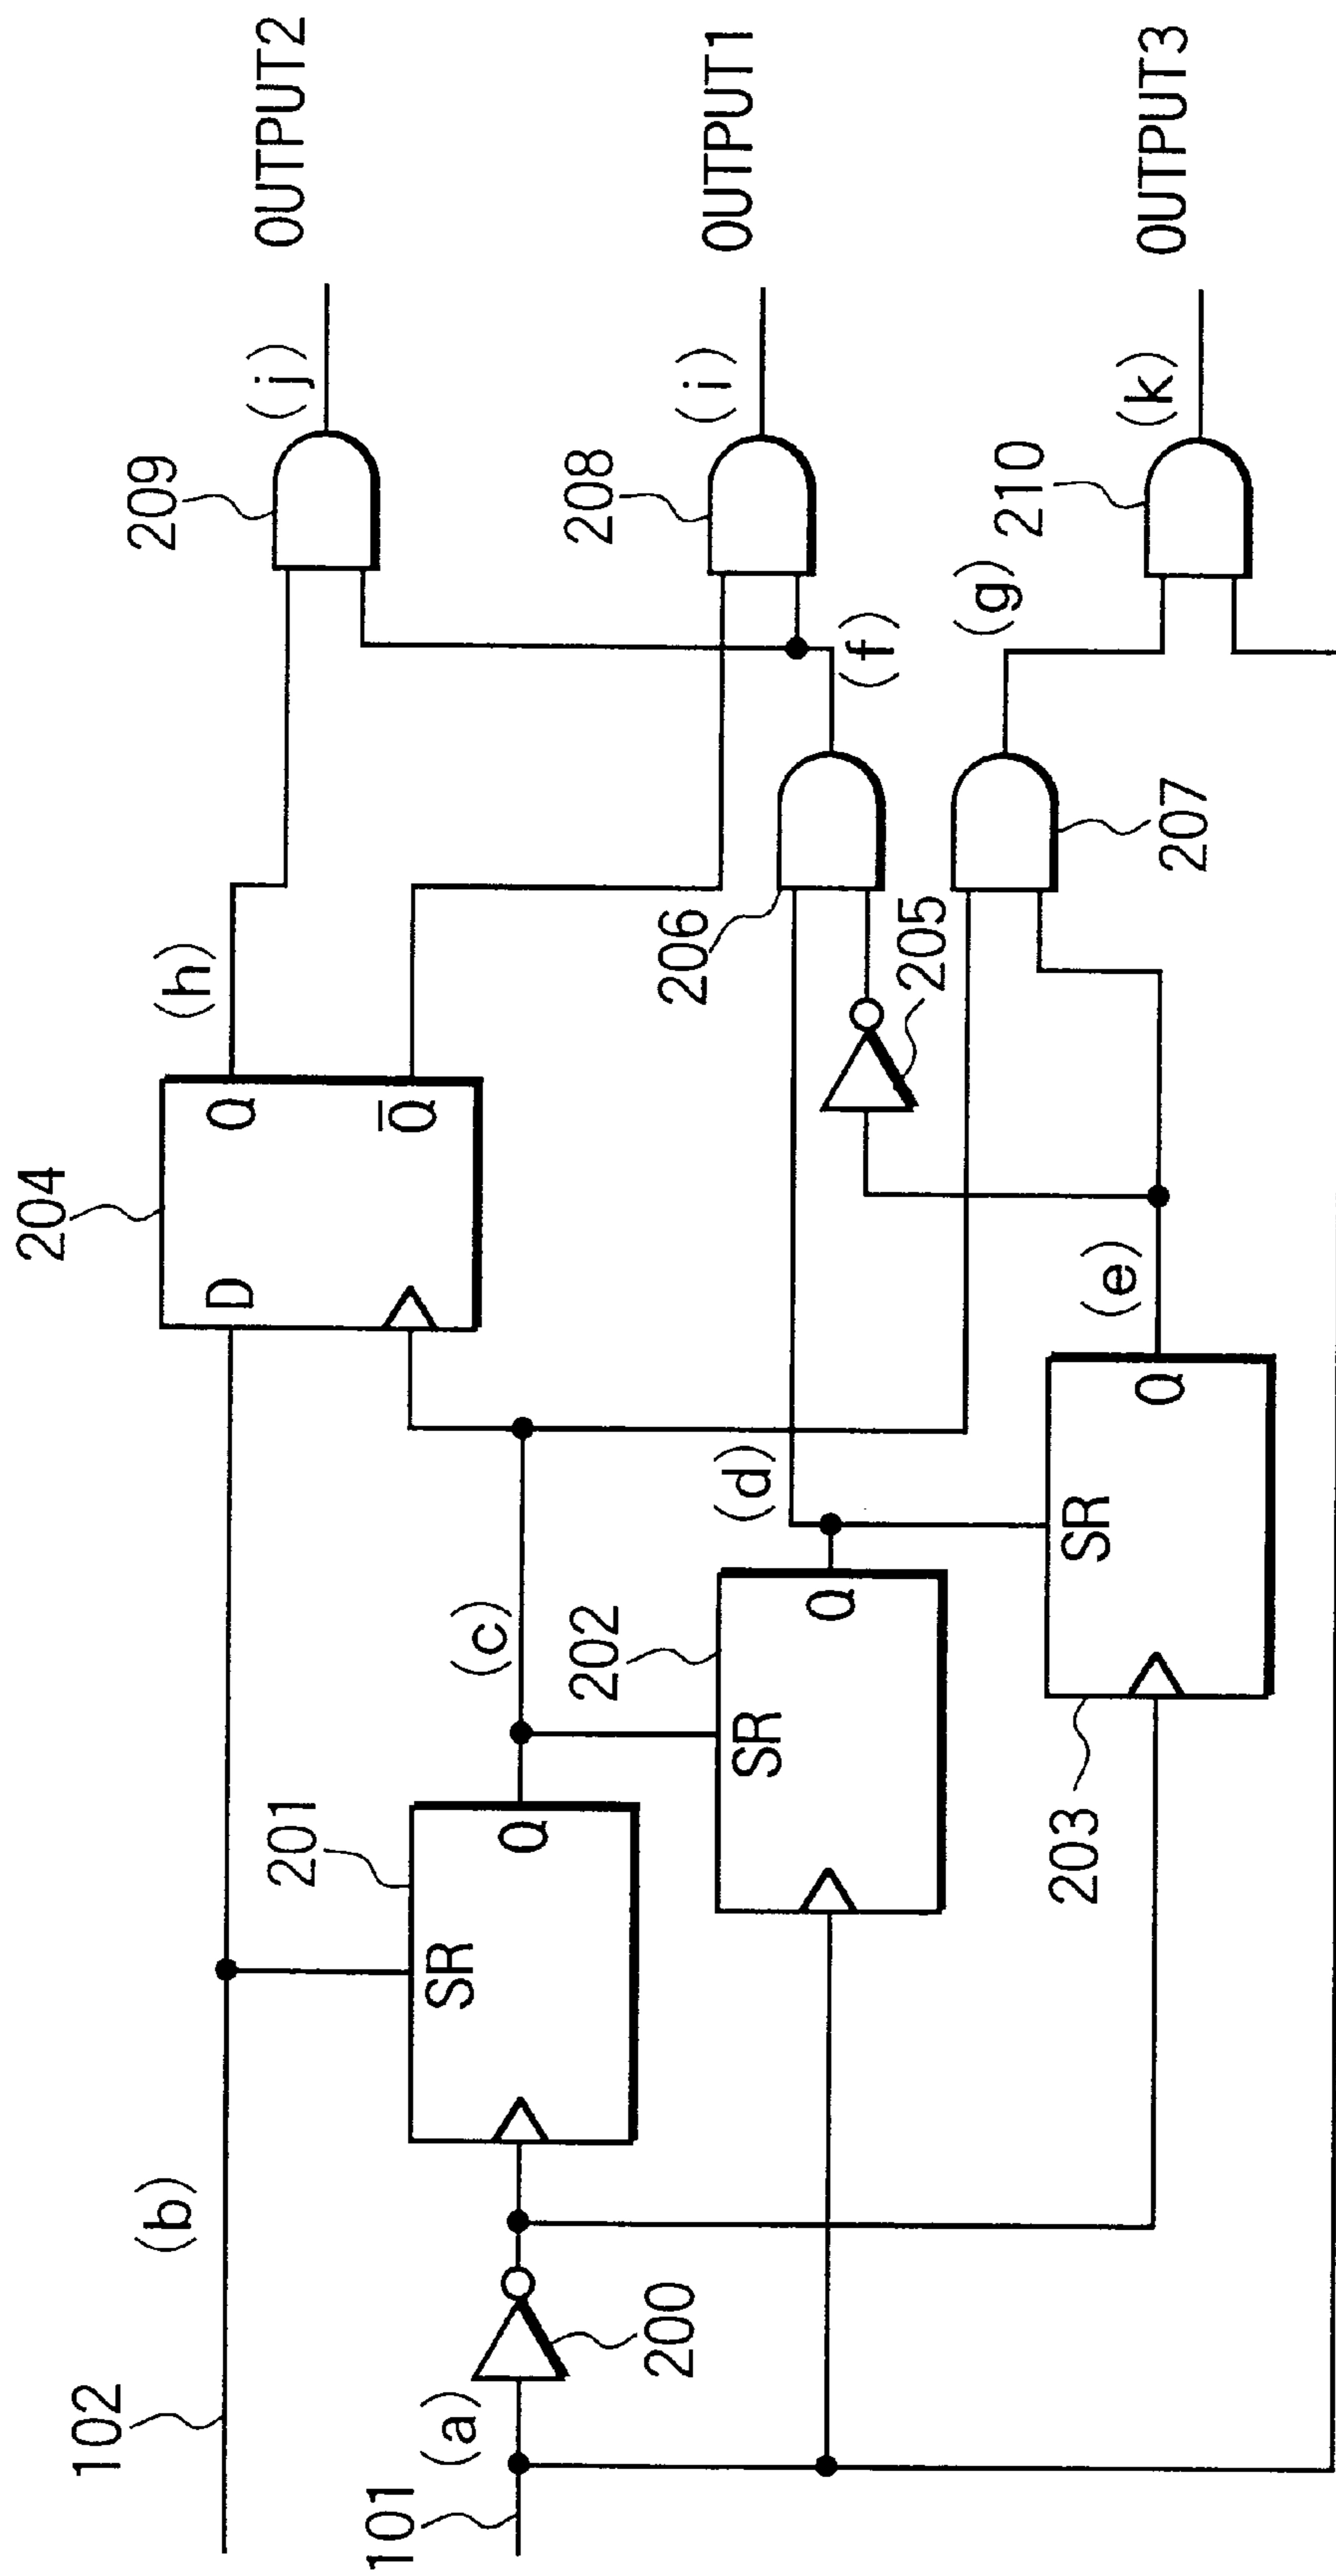 102
(b)
204
(h)
209
(j)
OUTPUT2
D
Q
Q̅
201
SR
Q
(c)
208
(i)
OUTPUT1
101
(a)
200
202
SR
Q
(d)
206
205
(f)
203
SR
Q
(e)
207
(g)
210
(k)
OUTPUT3